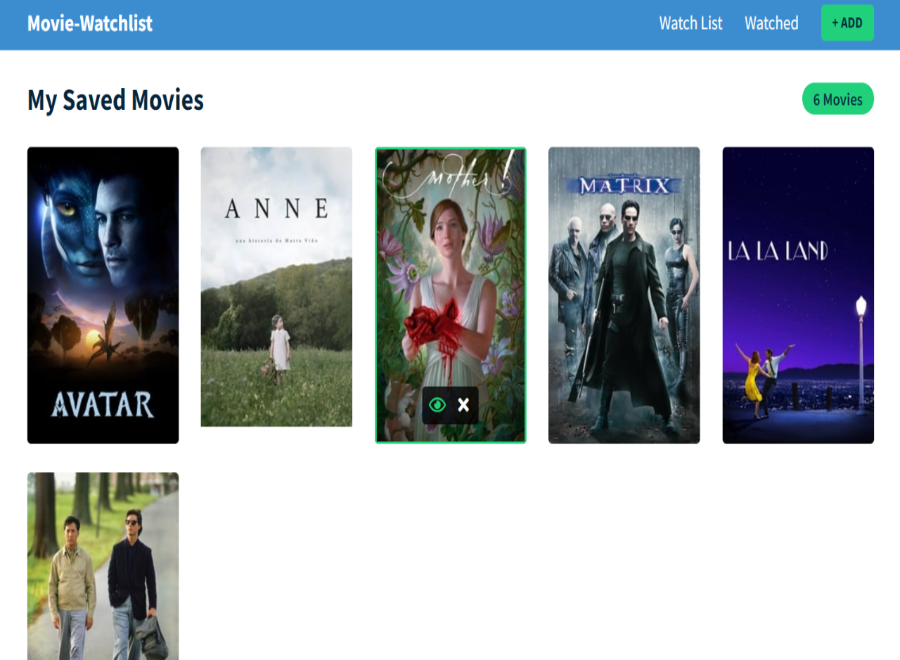 Movie-Watchlist
Watch List
Watched
+ ADD
My Saved Movies
6 Movies
AVATAR
ANNE
una historia de Marta Viña
mother!
MATRIX
LA LA LAND